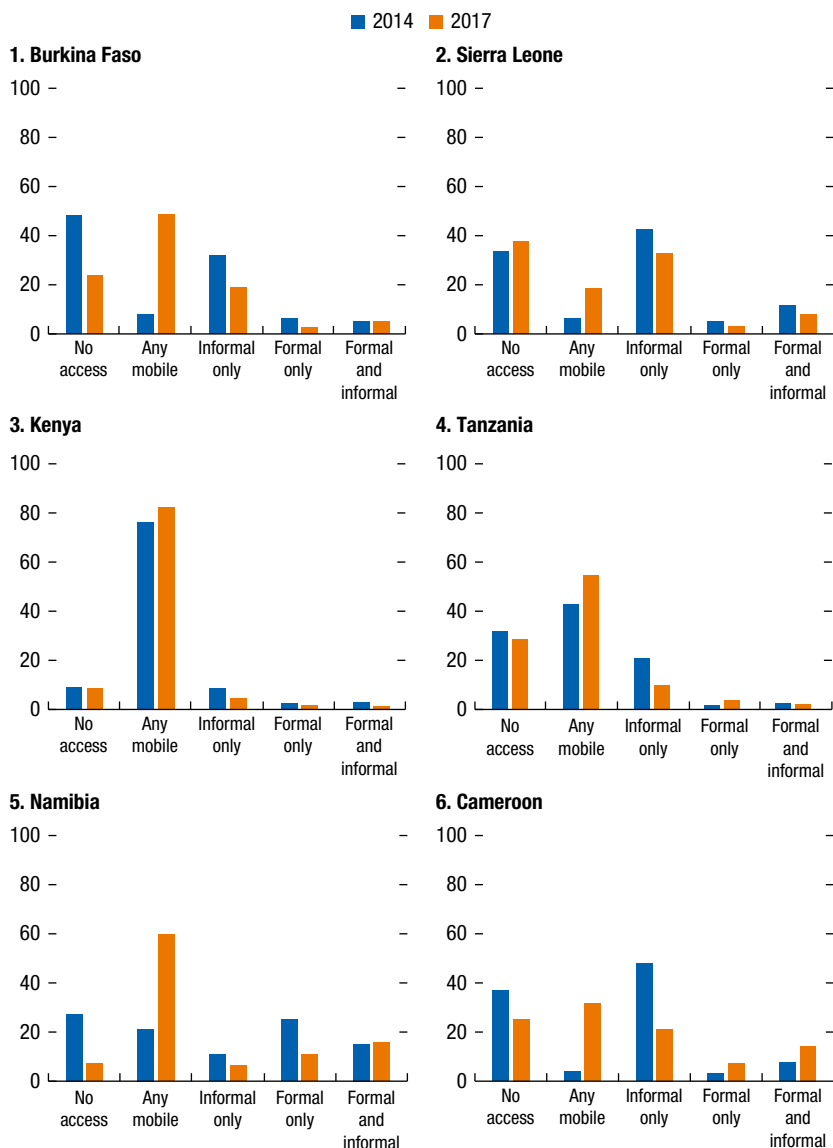 2014 2017
1. Burkina Faso
100
80
60
40
20
0
No access
Any mobile
Informal only
Formal only
Formal and informal
2. Sierra Leone
100
80
60
40
20
0
No access
Any mobile
Informal only
Formal only
Formal and informal
3. Kenya
100
80
60
40
20
0
No access
Any mobile
Informal only
Formal only
Formal and informal
4. Tanzania
100
80
60
40
20
0
No access
Any mobile
Informal only
Formal only
Formal and informal
5. Namibia
100
80
60
40
20
0
No access
Any mobile
Informal only
Formal only
Formal and informal
6. Cameroon
100
80
60
40
20
0
No access
Any mobile
Informal only
Formal only
Formal and informal